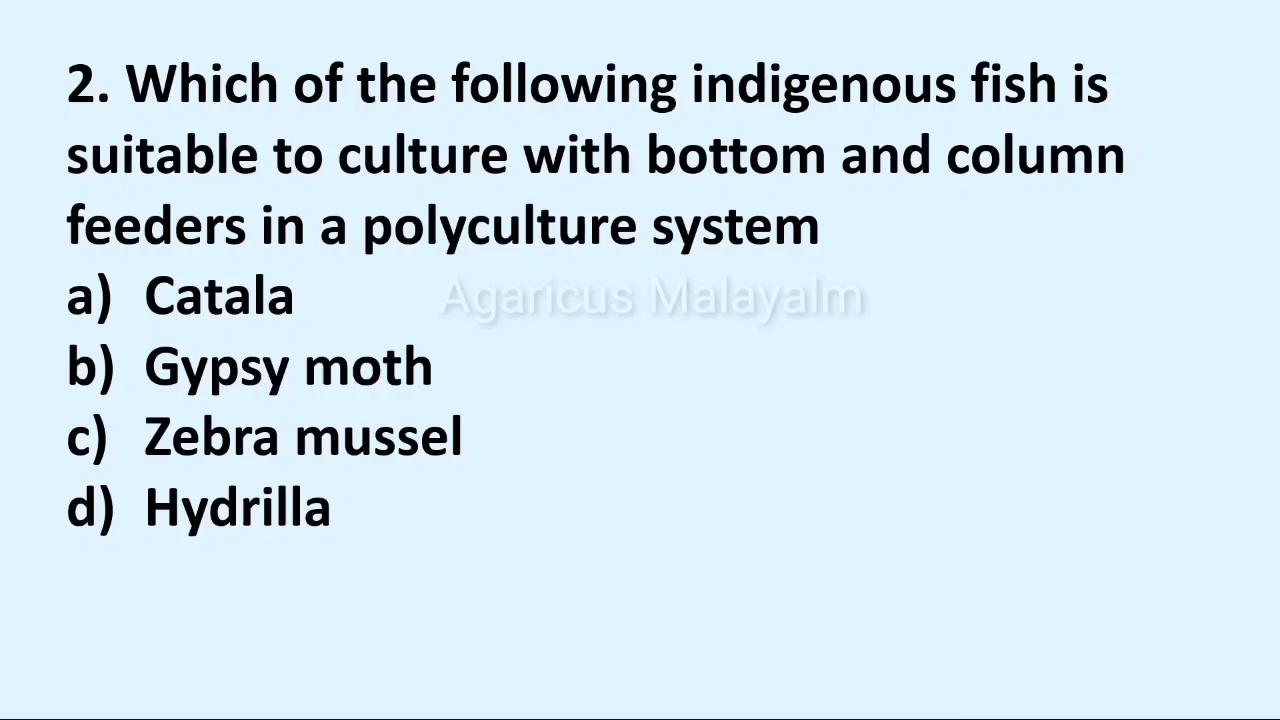 2. Which of the following indigenous fish is
suitable to culture with bottom and column
feeders in a polyculture system
a) Catala
Agaricus Malayalm
b) Gypsy moth
c) Zebra mussel
d) Hydrilla